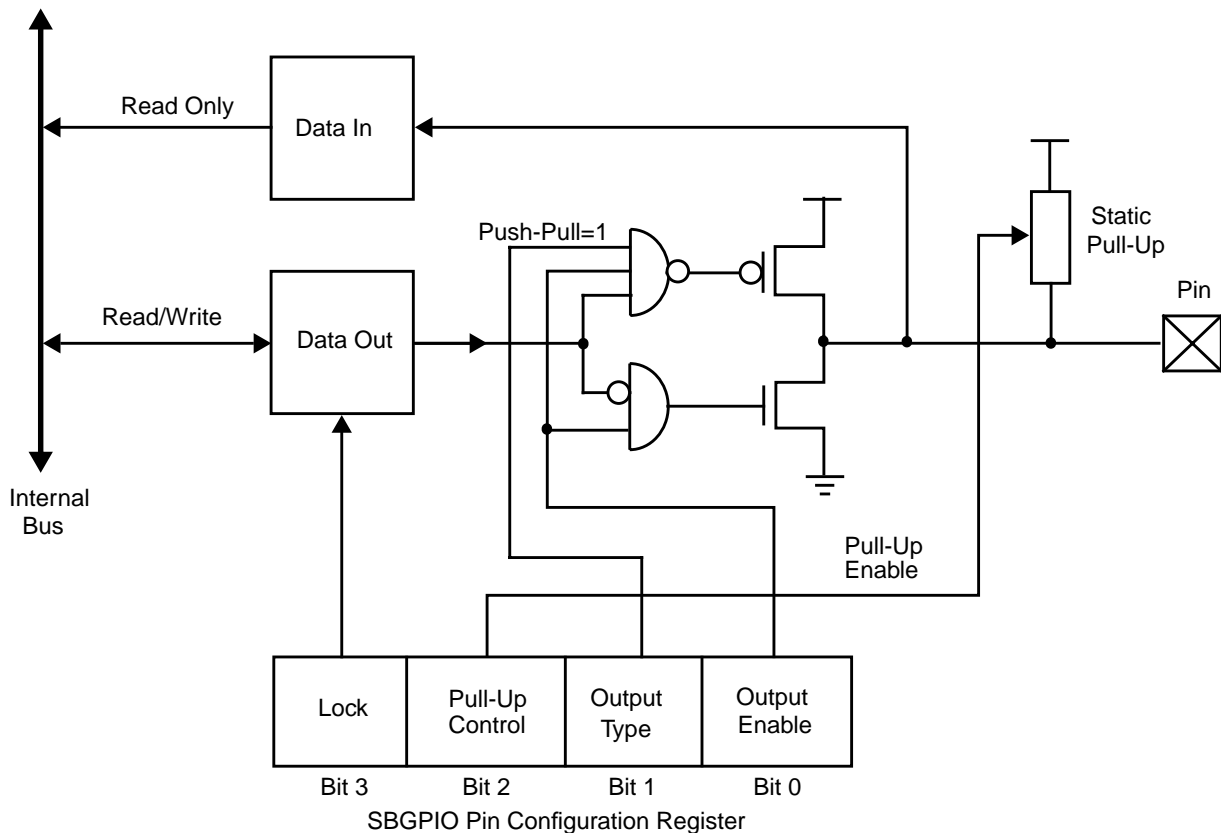 Read Only
Data In
Static
Pull-Up
Push-Pull=1
Pin
Read/Write
Data Out
Internal
Bus
Pull-Up
Enable
Lock
Pull-Up
Control
Output
Type
Output
Enable
Bit 3
Bit 2
Bit 1
Bit 0
SBGPIO Pin Configuration Register